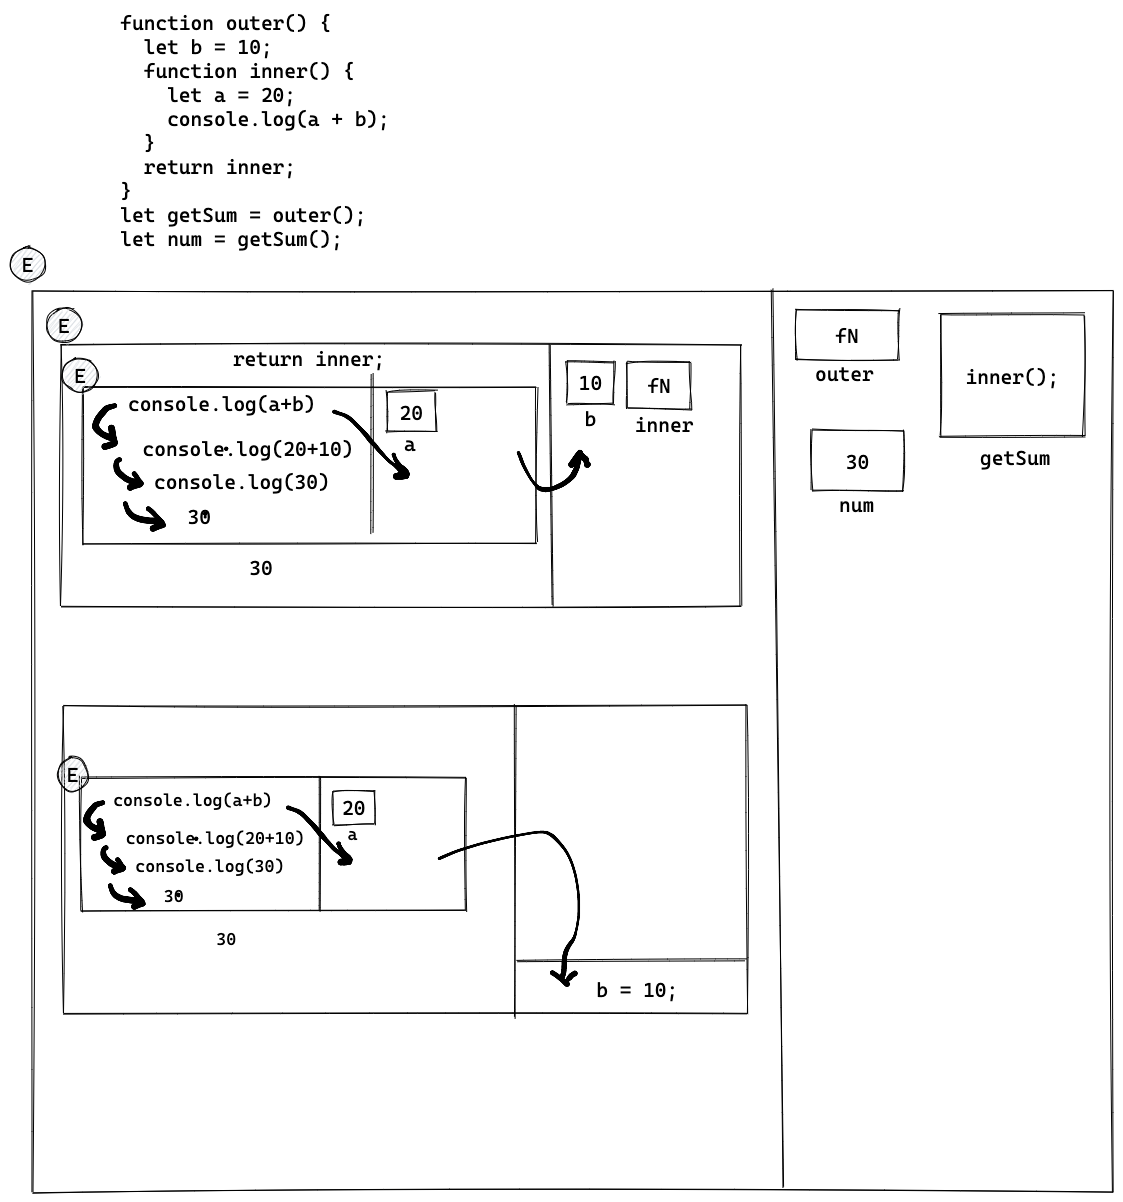 function outer() {
let b = 10;
function inner() {
let a = 20;
console.log(a + b);
}
return inner;
}
let getSum = outer();
let num = getSum();
E
E
return inner;
E
console.log(a+b)
20
a
console.log(20+10)
console.log(30)
30
30
10
b
fN
inner
fN
outer
inner();
getSum
30
num
E
console.log(a+b)
20
a
console.log(20+10)
console.log(30)
30
30
b = 10;